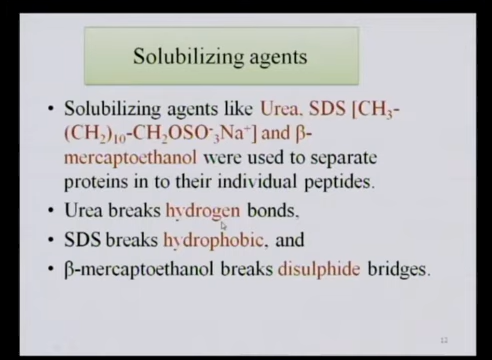 Solubilizing agents
• Solubilizing agents like Urea, SDS [CH3-
(CH2)10-CH2OSO-3Na+] and β-
mercaptoethanol were used to separate
proteins in to their individual peptides.
• Urea breaks hydrogen bonds,
• SDS breaks hydrophobic, and
• β-mercaptoethanol breaks disulphide bridges.
12